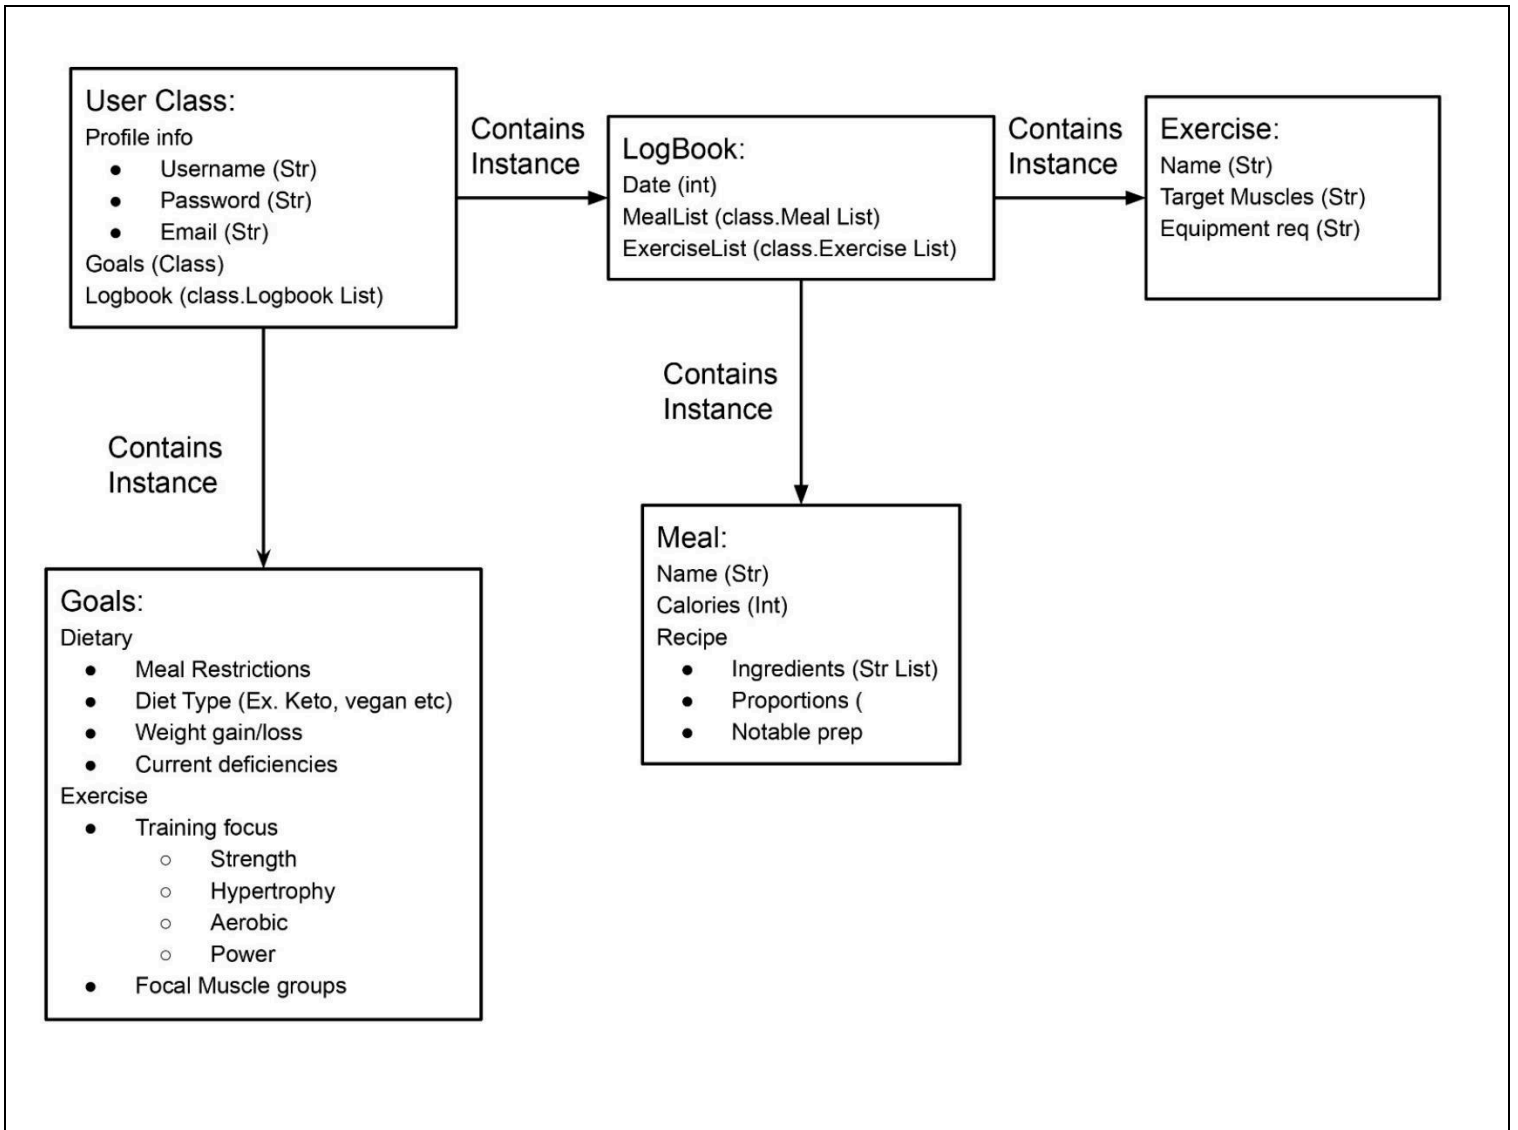 User Class:
Profile info
● Username (Str)
● Password (Str)
● Email (Str)
Goals (Class)
Logbook (class.Logbook List)
Contains
Instance
LogBook:
Date (int)
MealList (class.Meal List)
ExerciseList (class.Exercise List)
Contains
Instance
Exercise:
Name (Str)
Target Muscles (Str)
Equipment req (Str)
Contains
Instance
Contains
Instance
Goals:
Dietary
● Meal Restrictions
● Diet Type (Ex. Keto, vegan etc)
● Weight gain/loss
● Current deficiencies
Exercise
● Training focus
○ Strength
○ Hypertrophy
○ Aerobic
○ Power
● Focal Muscle groups
Meal:
Name (Str)
Calories (Int)
Recipe
● Ingredients (Str List)
● Proportions (
● Notable prep